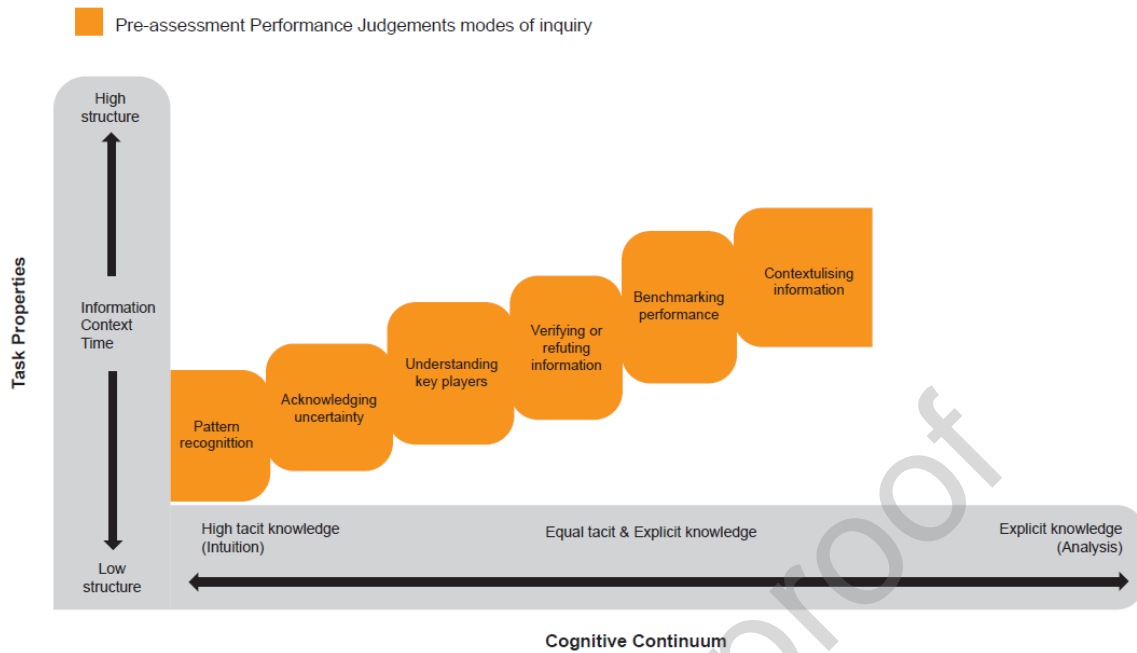 Pre-assessment Performance Judgements modes of inquiry
High
structure
Task Properties
Information
Context
Time
Low
structure
Pattern
recognittion
Acknowledging
uncertainty
Understanding
key players
Verifying or
refuting
information
Benchmarking
performance
Contextulising
information
High tacit knowledge
(Intuition)
Equal tacit & Explicit knowledge
Explicit knowledge
(Analysis)
Cognitive Continuum
proof